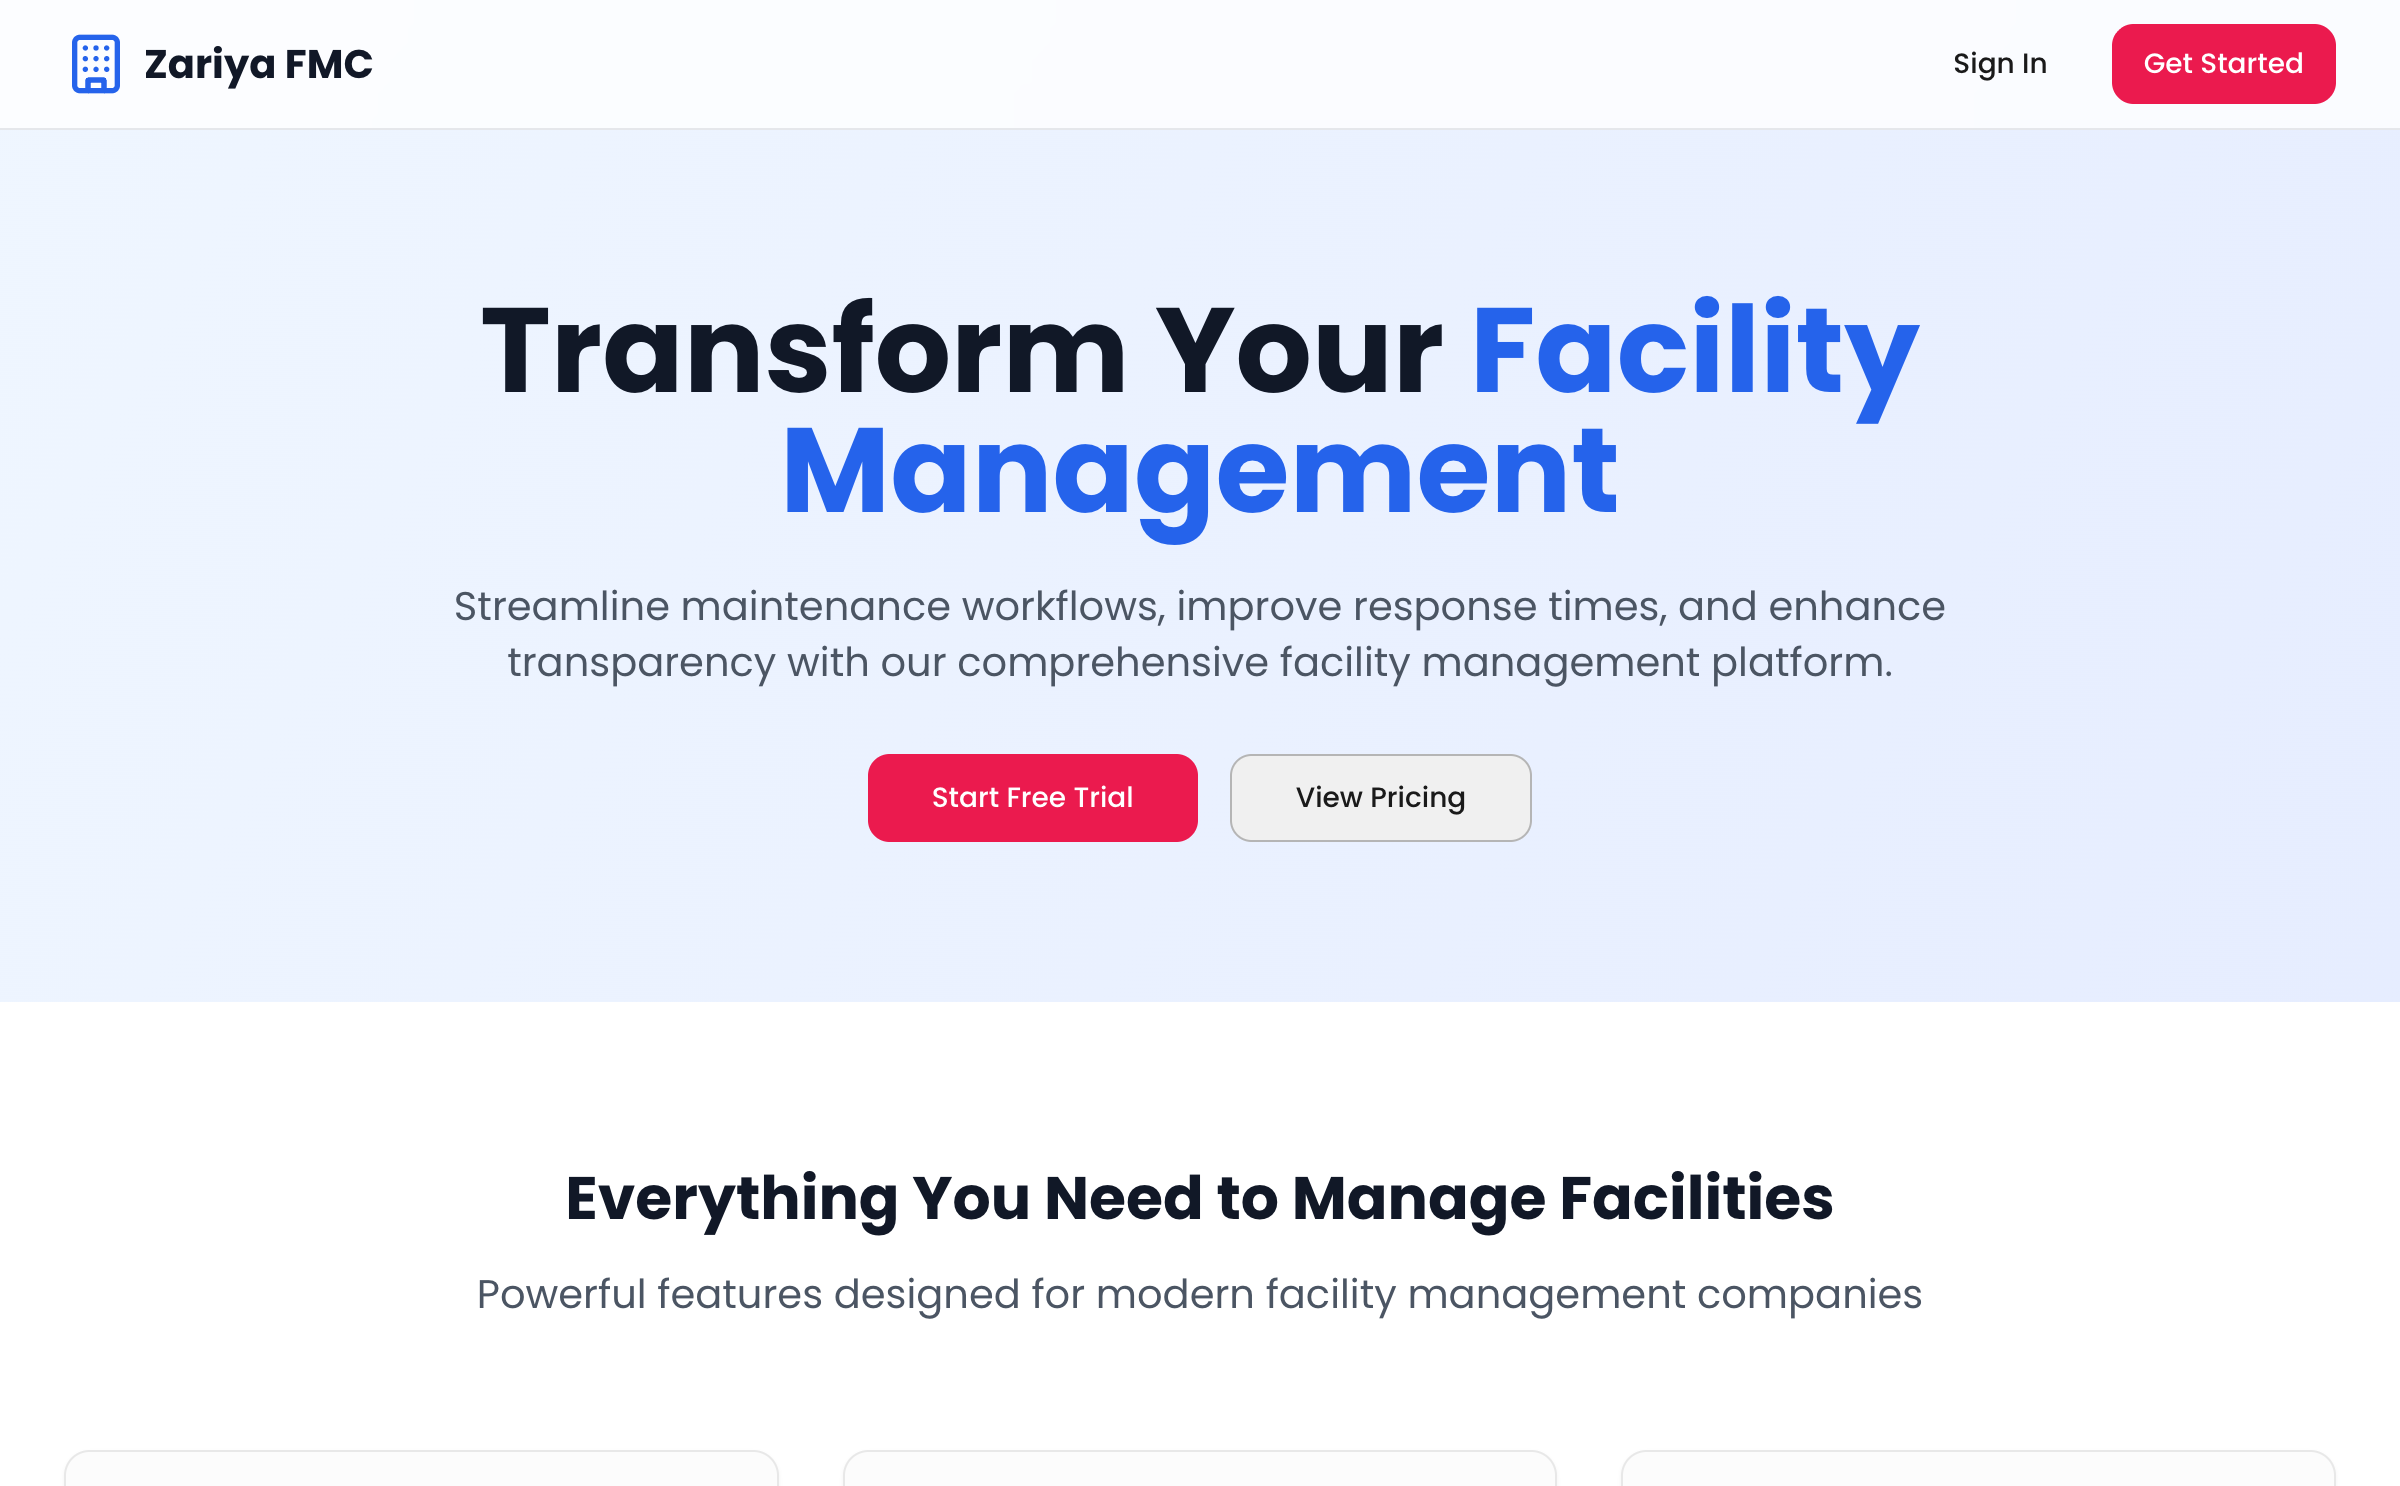 Zariya FMC
Sign In
Get Started
Transform Your Facility
Management
Streamline maintenance workflows, improve response times, and enhance
transparency with our comprehensive facility management platform.
Start Free Trial
View Pricing
Everything You Need to Manage Facilities
Powerful features designed for modern facility management companies